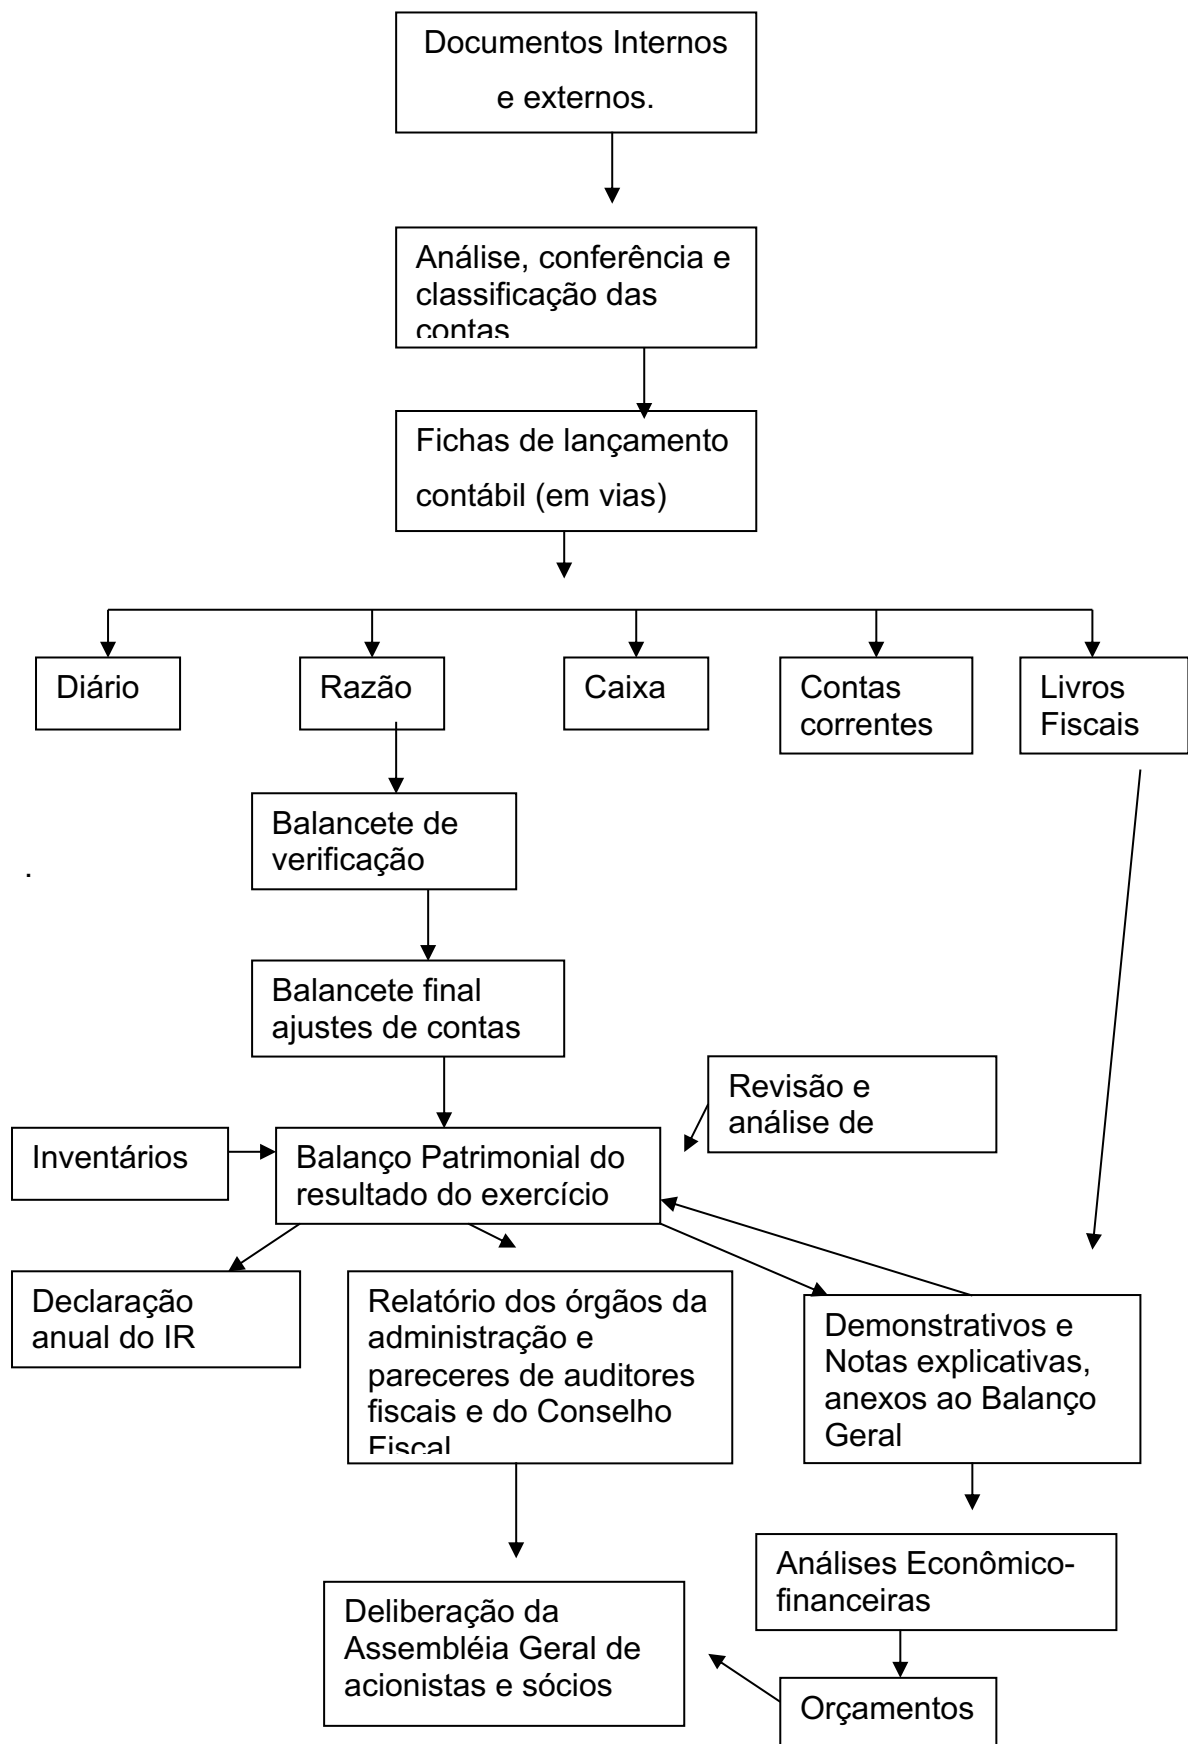 Documentos Internos
e externos.
Análise, conferência e
classificação das
contas
Fichas de lançamento
contábil (em vias)
Diário
Razão
Caixa
Contas
correntes
Livros
Fiscais
Balancete de
verificação
.
Balancete final
ajustes de contas
Revisão e
análise de
Inventários
Balanço Patrimonial do
resultado do exercício
Declaração
anual do IR
Relatório dos órgãos da
administração e
pareceres de auditores
fiscais e do Conselho
Fiscal
Demonstrativos e
Notas explicativas,
anexos ao Balanço
Geral
Análises Econômico-
financeiras
Deliberação da
Assembléia Geral de
acionistas e sócios
Orçamentos